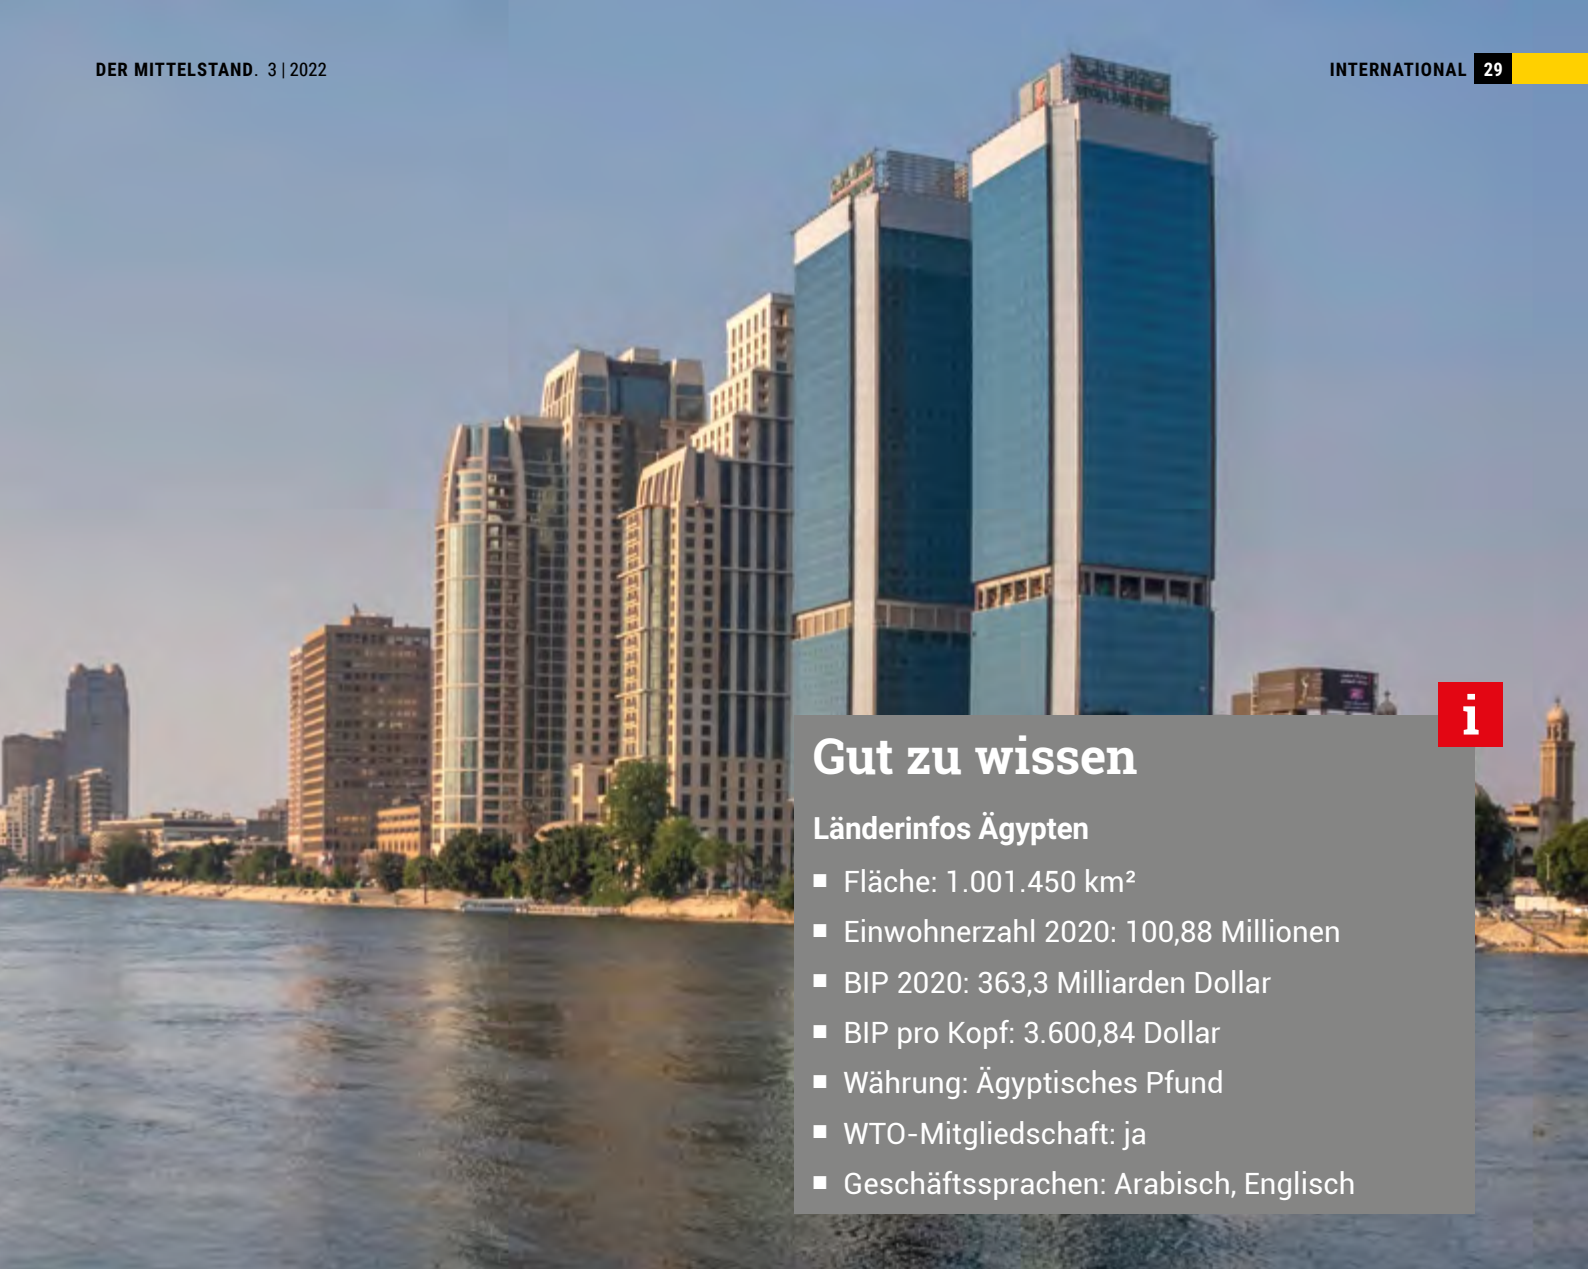 DER MITTELSTAND. 3 | 2022
INTERNATIONAL 29
i
Gut zu wissen
Länderinfos Ägypten
■ Fläche: 1.001.450 km²
■ Einwohnerzahl 2020: 100,88 Millionen
■ BIP 2020: 363,3 Milliarden Dollar
■ BIP pro Kopf: 3.600,84 Dollar
■ Währung: Ägyptisches Pfund
■ WTO-Mitgliedschaft: ja
■ Geschäftssprachen: Arabisch, Englisch